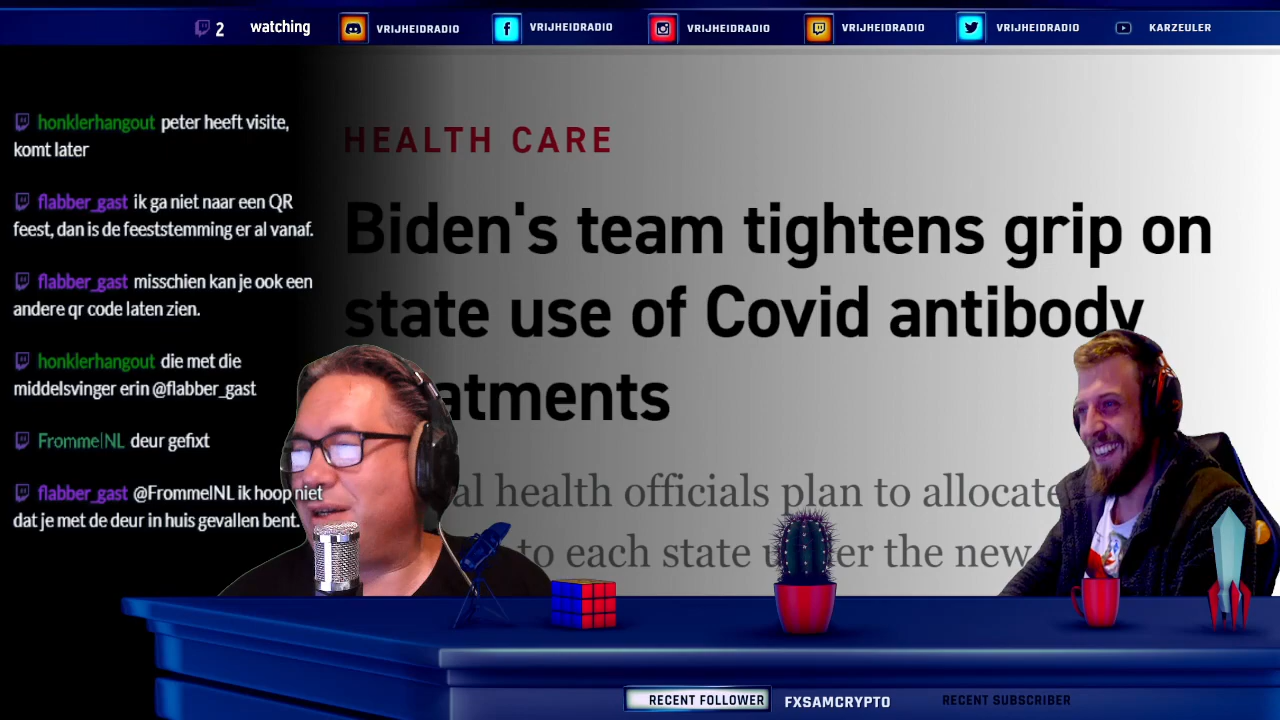 2 watching VRIJHEIDRADIO VRIJHEIDRADIO VRIJHEIDRADIO VRIJHEIDRADIO VRIJHEIDRADIO KARZEULER
honklerhangout peter heeft visite,
komt later
flabber_gast ik ga niet naar een QR
feest, dan is de feeststemming er al vanaf.
flabber_gast misschien kan je ook een
andere qr code laten zien.
honklerhangout die met die
middelsvinger erin @flabber_gast
FrommelNL deur gefixt
flabber_gast @FrommelNL ik hoop niet
dat je met de deur in huis gevallen bent.
HEALTH CARE
Biden's team tightens grip on
state use of Covid antibody
health officials plan to allocate
to each state under the new
RECENT FOLLOWER FXSAMCRYPTO RECENT SUBSCRIBER